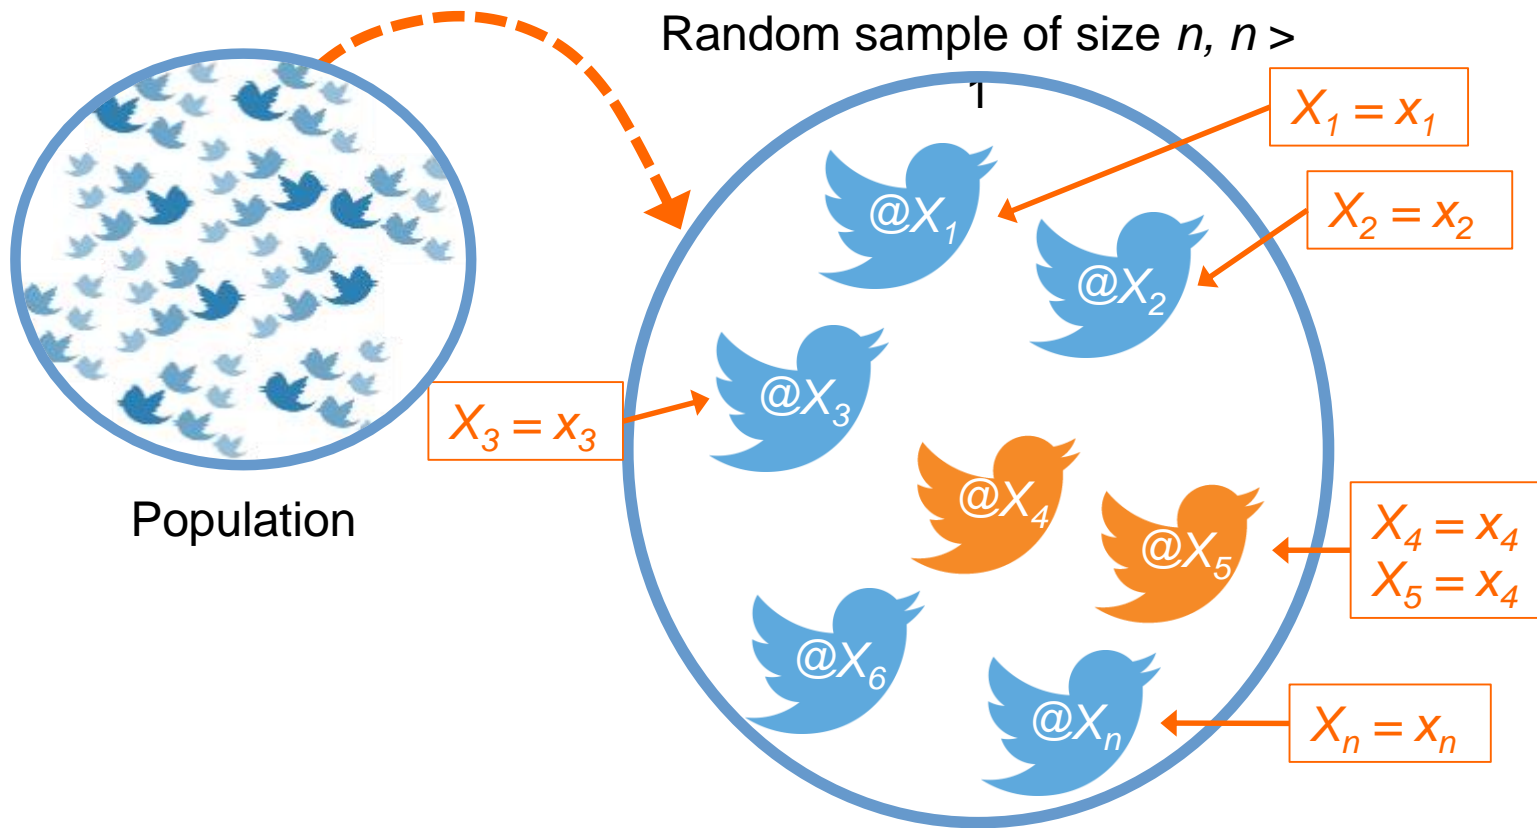 Random sample of size n, n >
1
X₁ = x₁
@X₁
X₂ = x₂
@X₂
@X₃
X₃ = x₃
@X₄
Population
X₄ = x₄
@X₅
X₅ = x₄
@X₆
@Xₙ
Xₙ = xₙ